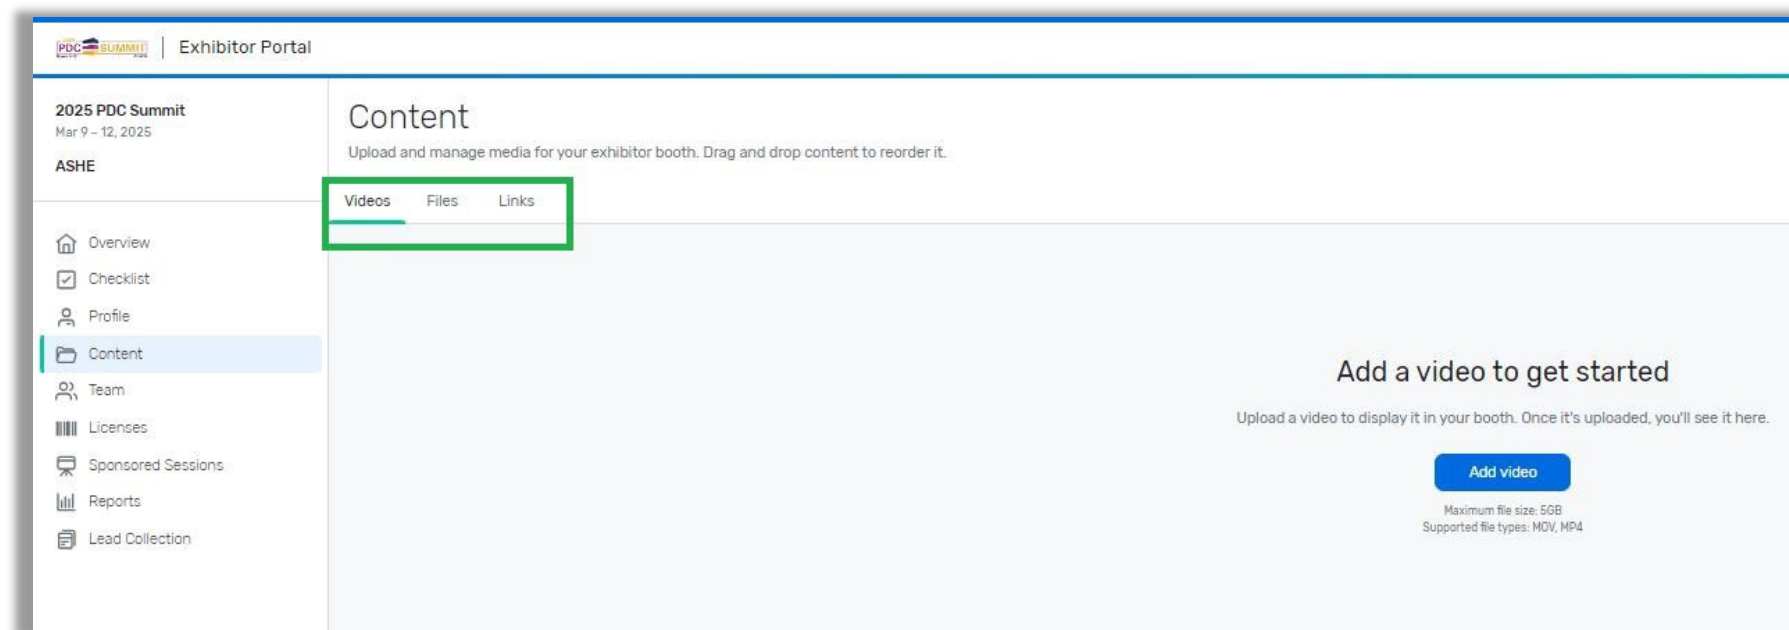 PDC SUMMIT
Exhibitor Portal
2025 PDC Summit
Mar 9 – 12, 2025
ASHE
Overview
Checklist
Profile
Content
Team
Licenses
Sponsored Sessions
Reports
Lead Collection
Content
Upload and manage media for your exhibitor booth. Drag and drop content to reorder it.
Videos Files Links
Add a video to get started
Upload a video to display it in your booth. Once it's uploaded, you'll see it here.
Add video
Maximum file size: 5GB
Supported file types: MOV, MP4